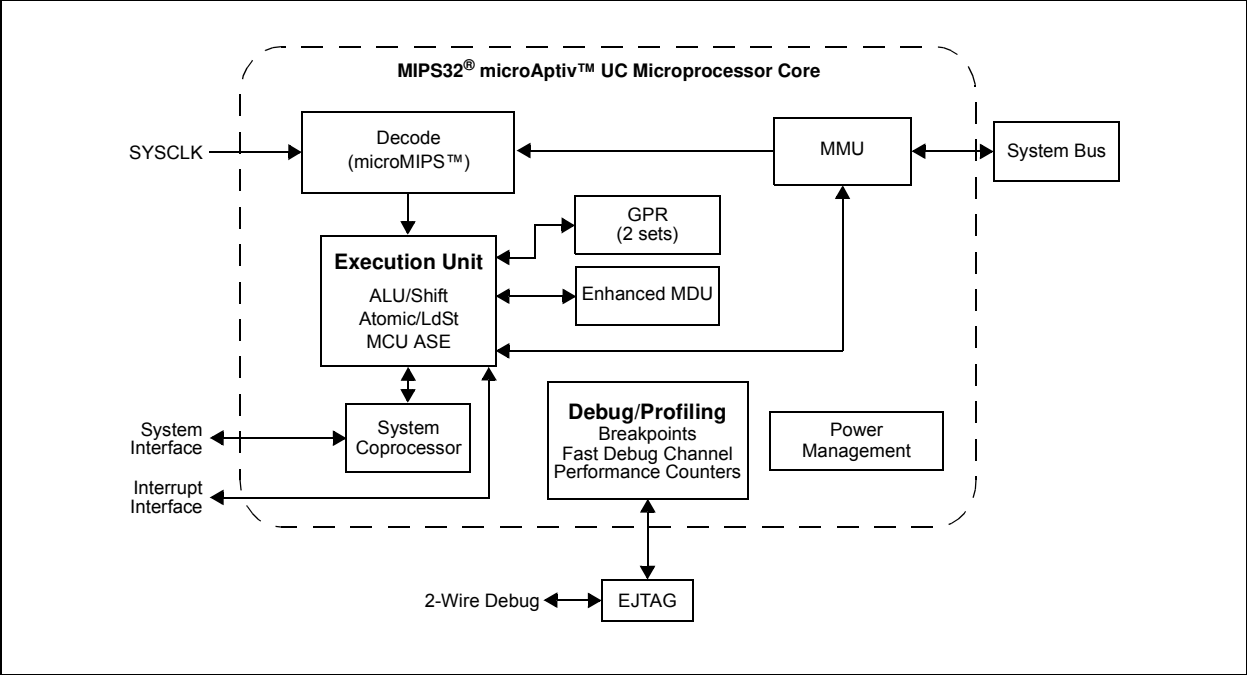 MIPS32® microAptiv™ UC Microprocessor Core
SYSCLK
Decode
(microMIPS™)
MMU
System Bus
GPR
(2 sets)
Execution Unit
ALU/Shift
Atomic/LdSt
MCU ASE
Enhanced MDU
System
Interface
System
Coprocessor
Debug/Profiling
Breakpoints
Fast Debug Channel
Performance Counters
Power
Management
Interrupt
Interface
2-Wire Debug
EJTAG